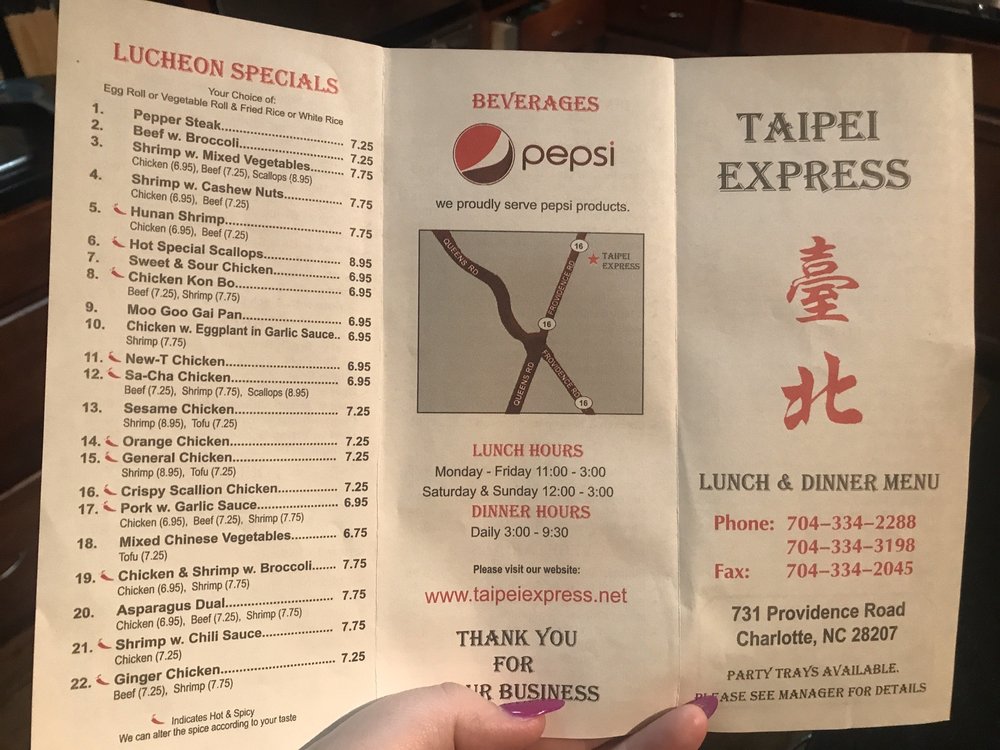 LUCHEON SPECIALS
Your Choice of:
Egg Roll or Vegetable Roll & Fried Rice or White Rice
1. Pepper Steak................................ 7.25
2. Beef w. Broccoli............................ 7.25
3. Shrimp w. Mixed Vegetables......... 7.75
Chicken (6.95), Beef (7.25), Scallops (8.95)
4. Shrimp w. Cashew Nuts............... 7.75
Chicken (6.95), Beef (7.25)
5. Hunan Shrimp............................... 7.75
Chicken (6.95), Beef (7.25)
6. Hot Special Scallops.................... 8.95
7. Sweet & Sour Chicken.................. 6.95
8. Chicken Kon Bo............................ 6.95
Beef (7.25), Shrimp (7.75)
9. Moo Goo Gai Pan.......................... 6.95
10. Chicken w. Eggplant in Garlic Sauce.. 6.95
Shrimp (7.75)
11. New-T Chicken............................. 6.95
12. Sa-Cha Chicken........................... 6.95
Beef (7.25), Shrimp (7.75), Scallops (8.95)
13. Sesame Chicken........................... 7.25
Shrimp (8.95), Tofu (7.25)
14. Orange Chicken............................ 7.25
15. General Chicken........................... 7.25
Shrimp (8.95), Tofu (7.25)
16. Crispy Scallion Chicken................ 7.25
17. Pork w. Garlic Sauce..................... 6.95
Chicken (6.95), Beef (7.25), Shrimp (7.75)
18. Mixed Chinese Vegetables............ 6.75
Tofu (7.25)
19. Chicken & Shrimp w. Broccoli....... 7.75
Chicken (6.95), Shrimp (7.75)
20. Asparagus Dual............................ 7.75
Chicken (6.95), Beef (7.25), Shrimp (7.75)
21. Shrimp w. Chili Sauce................... 7.75
Chicken (7.25)
22. Ginger Chicken............................. 7.25
Beef (7.25), Shrimp (7.75)
Indicates Hot & Spicy
We can alter the spice according to your taste
BEVERAGES
pepsi
we proudly serve pepsi products.
QUEENS RD
16
TAIPEI
EXPRESS
PROVIDENCE RD
16
QUEENS RD
PROVIDENCE RD
16
LUNCH HOURS
Monday - Friday 11:00 - 3:00
Saturday & Sunday 12:00 - 3:00
DINNER HOURS
Daily 3:00 - 9:30
Please visit our website:
www.taipeiexpress.net
THANK YOU
FOR
UR BUSINESS
TAIPEI
EXPRESS
臺
北
LUNCH & DINNER MENU
Phone: 704-334-2288
704-334-3198
Fax: 704-334-2045
731 Providence Road
Charlotte, NC 28207
PARTY TRAYS AVAILABLE.
PLEASE SEE MANAGER FOR DETAILS